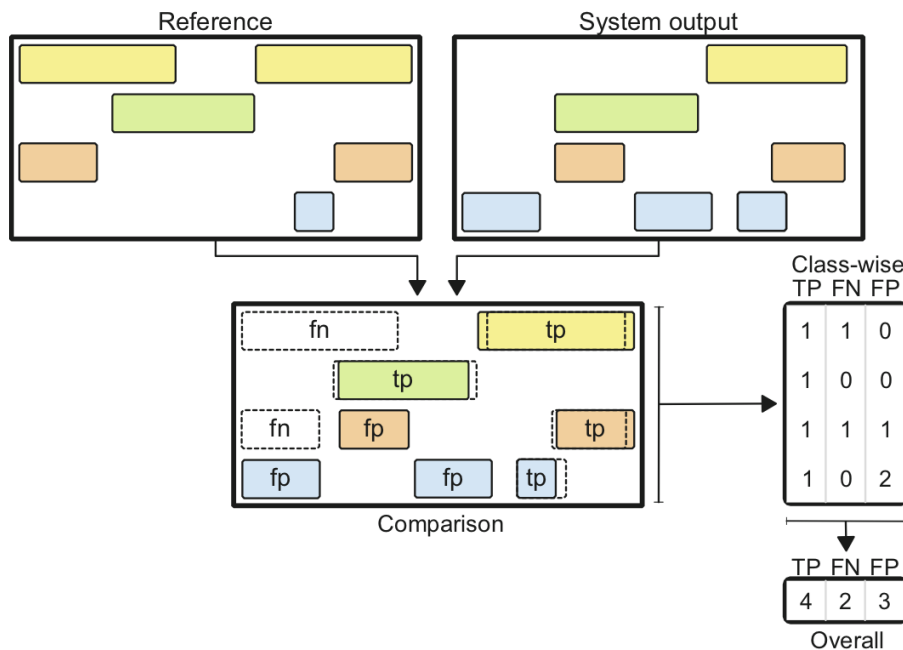 Reference
System output
fn
tp
tp
fn
fp
tp
fp
fp
tp
Comparison
Class-wise
TP FN FP
1 1 0
1 0 0
1 1 1
1 0 2
TP FN FP
4 2 3
Overall